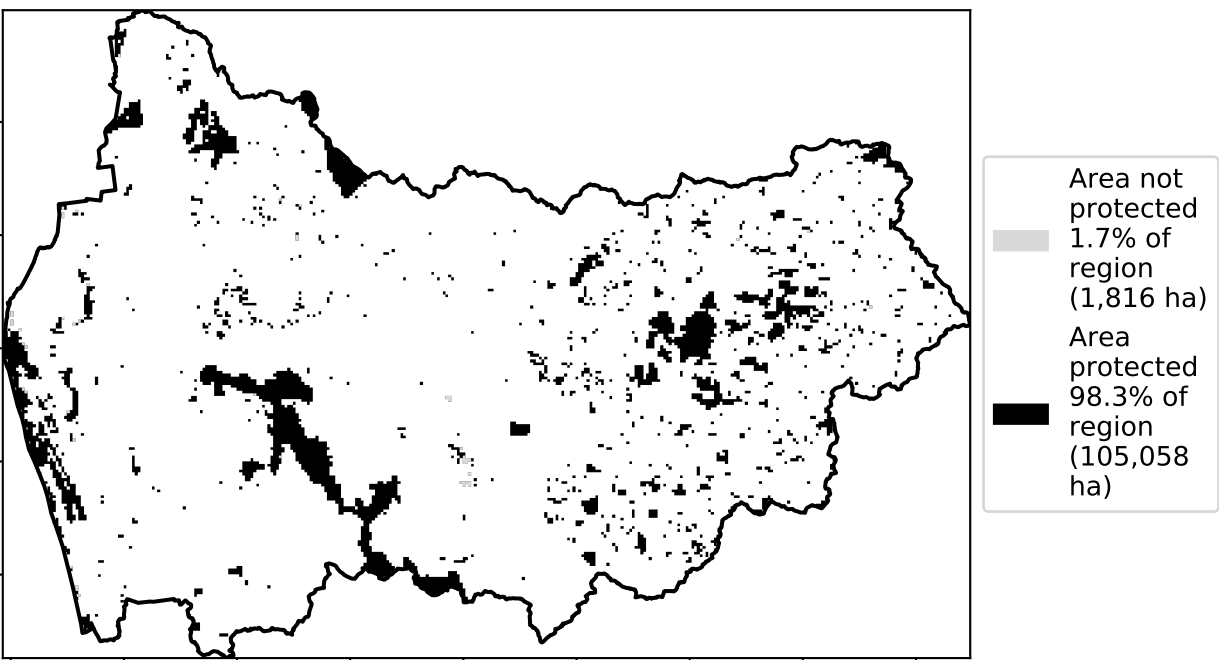 Area not
protected
1.7% of
region
(1,816 ha)
Area
protected
98.3% of
region
(105,058
ha)